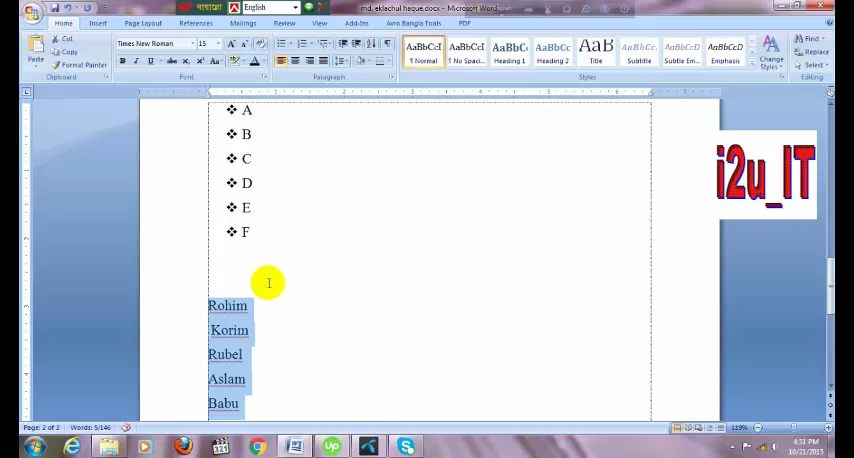 md. eklachul haque.docx - Microsoft Word
English
Home Insert Page Layout References Mailings Review View Add-Ins Avro Bangla Tools PDF
Paste
Cut
Copy
Format Painter
Clipboard
Times New Roman 15
Font
Paragraph
AaBbCcI AaBbCcI AaBbC AaBbCc AaB AaBbCcI AaBbCcD
¶ Normal ¶ No Spaci... Heading 1 Heading 2 Title Subtitle Subtle Em... Emphasis
Change
Styles
Styles
Find
Replace
Select
Editing
A
B
C
D
E
F
i2u_IT
Rohim
Korim
Rubel
Aslam
Babu
Page: 2 of 2 Words: 5/146
119%
4:51 PM
10/21/2015